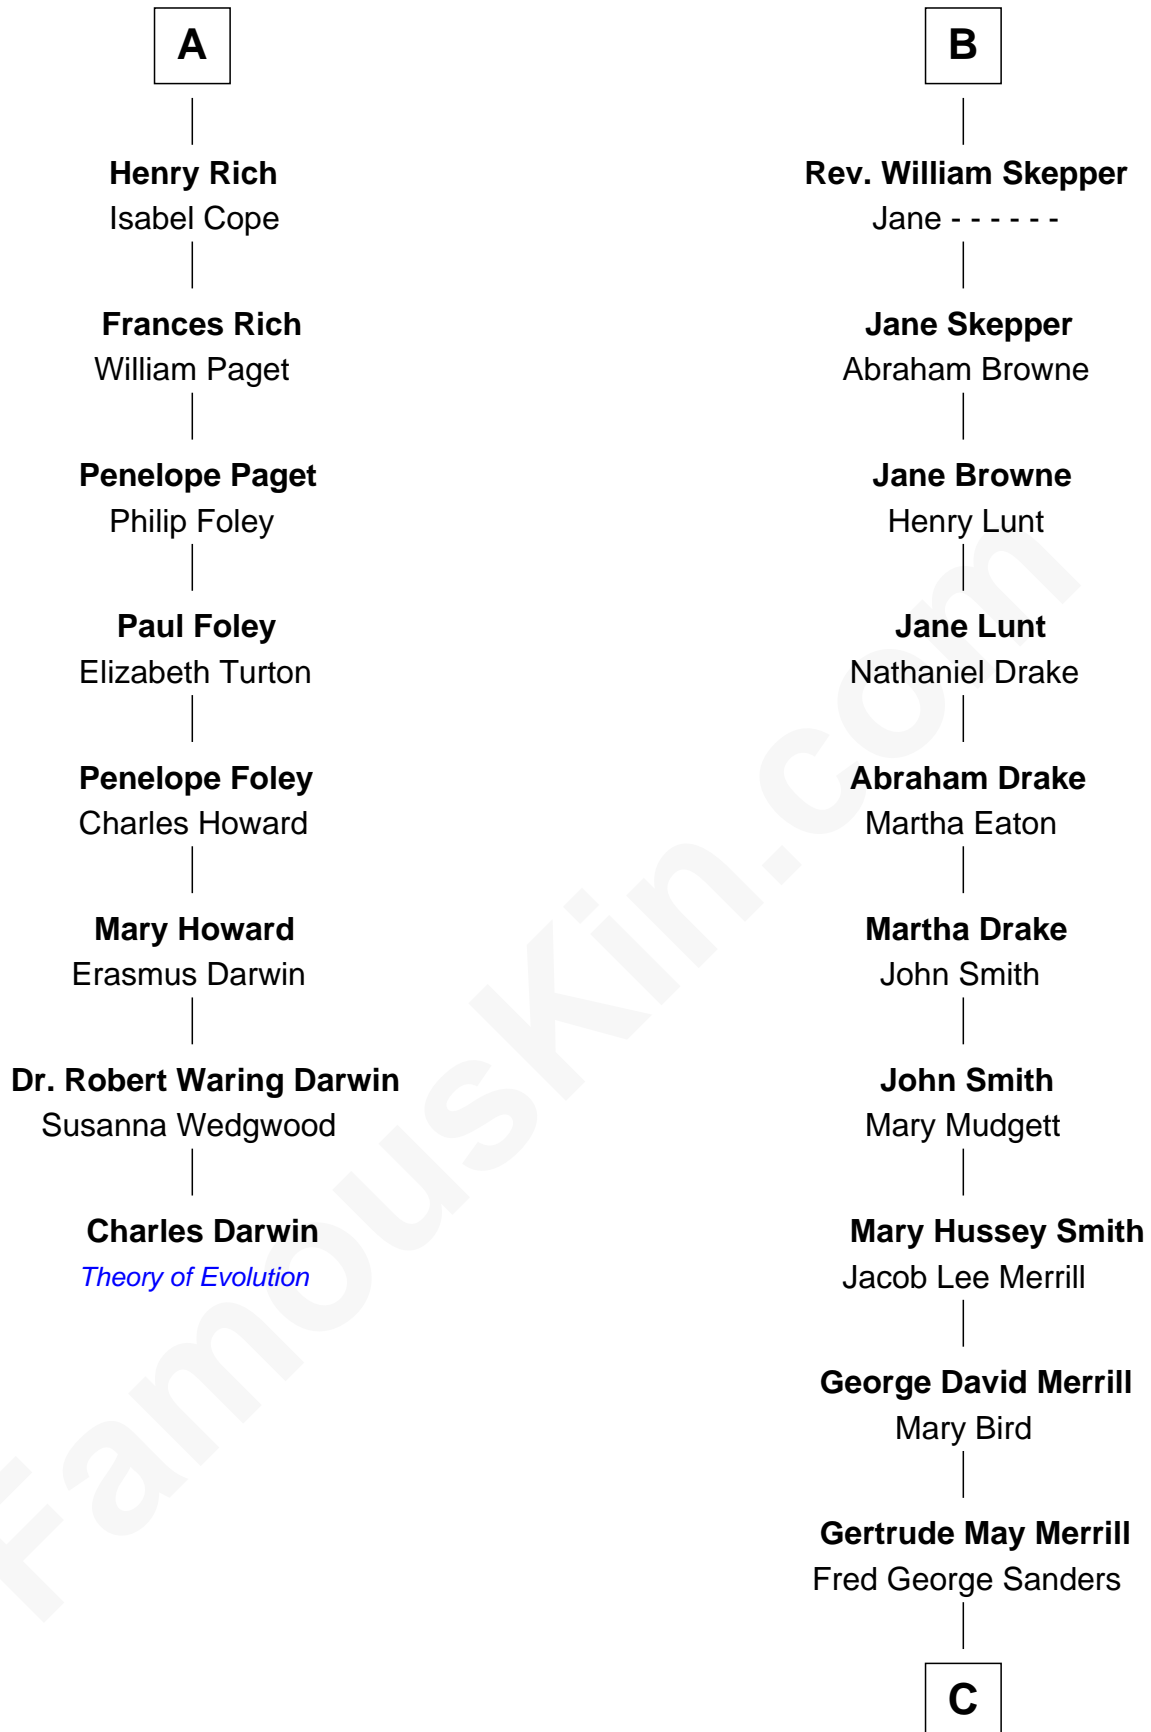 A
Henry Rich
Isabel Cope
Frances Rich
William Paget
Penelope Paget
Philip Foley
Paul Foley
Elizabeth Turton
Penelope Foley
Charles Howard
Mary Howard
Erasmus Darwin
Dr. Robert Waring Darwin
Susanna Wedgwood
Charles Darwin
Theory of Evolution
B
Rev. William Skepper
Jane - - - - - -
Jane Skepper
Abraham Browne
Jane Browne
Henry Lunt
Jane Lunt
Nathaniel Drake
Abraham Drake
Martha Eaton
Martha Drake
John Smith
John Smith
Mary Mudgett
Mary Hussey Smith
Jacob Lee Merrill
George David Merrill
Mary Bird
Gertrude May Merrill
Fred George Sanders
C
FamousKin.com